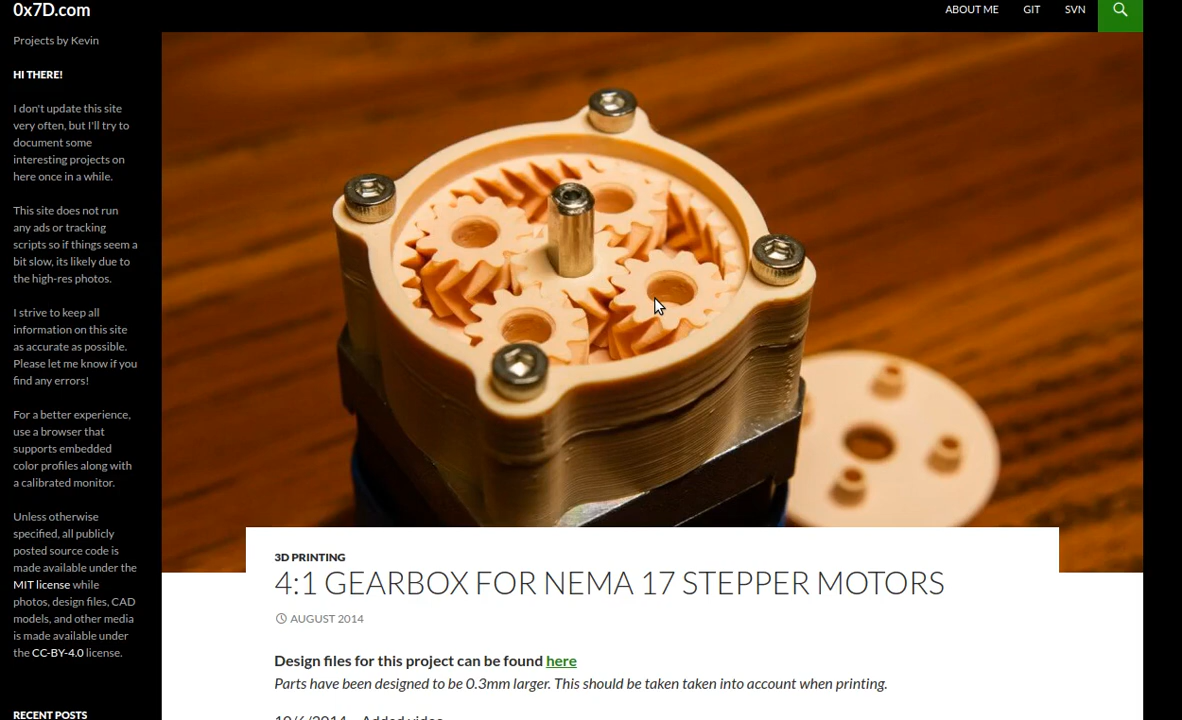 0x7D.com
ABOUT ME
GIT
SVN
Projects by Kevin
HI THERE!
I don't update this site
very often, but I'll try to
document some
interesting projects on
here once in a while.
This site does not run
any ads or tracking
scripts so if things seem a
bit slow, its likely due to
the high-res photos.
I strive to keep all
information on this site
as accurate as possible.
Please let me know if you
find any errors!
For a better experience,
use a browser that
supports embedded
color profiles along with
a calibrated monitor.
Unless otherwise
specified, all publicly
posted source code is
made available under the
MIT license while
photos, design files, CAD
models, and other media
is made available under
the CC-BY-4.0 license.
RECENT POSTS
3D PRINTING
4:1 GEARBOX FOR NEMA 17 STEPPER MOTORS
AUGUST 2014
Design files for this project can be found here
Parts have been designed to be 0.3mm larger. This should be taken taken into account when printing.
10/6/2014 – Added video